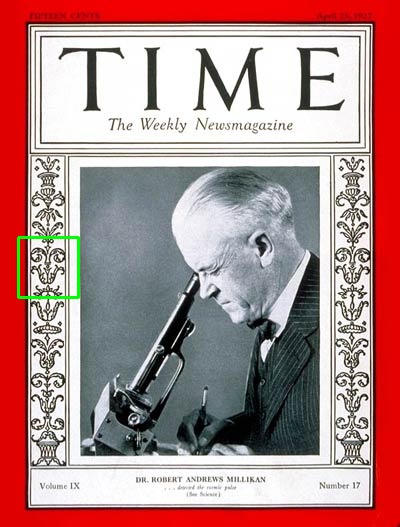 FIFTEEN CENTS
April 25, 1927
TIME
The Weekly Newsmagazine
DR. ROBERT ANDREWS MILLIKAN
. . . detected the cosmic pulse
(See Science)
Volume IX
Number 17